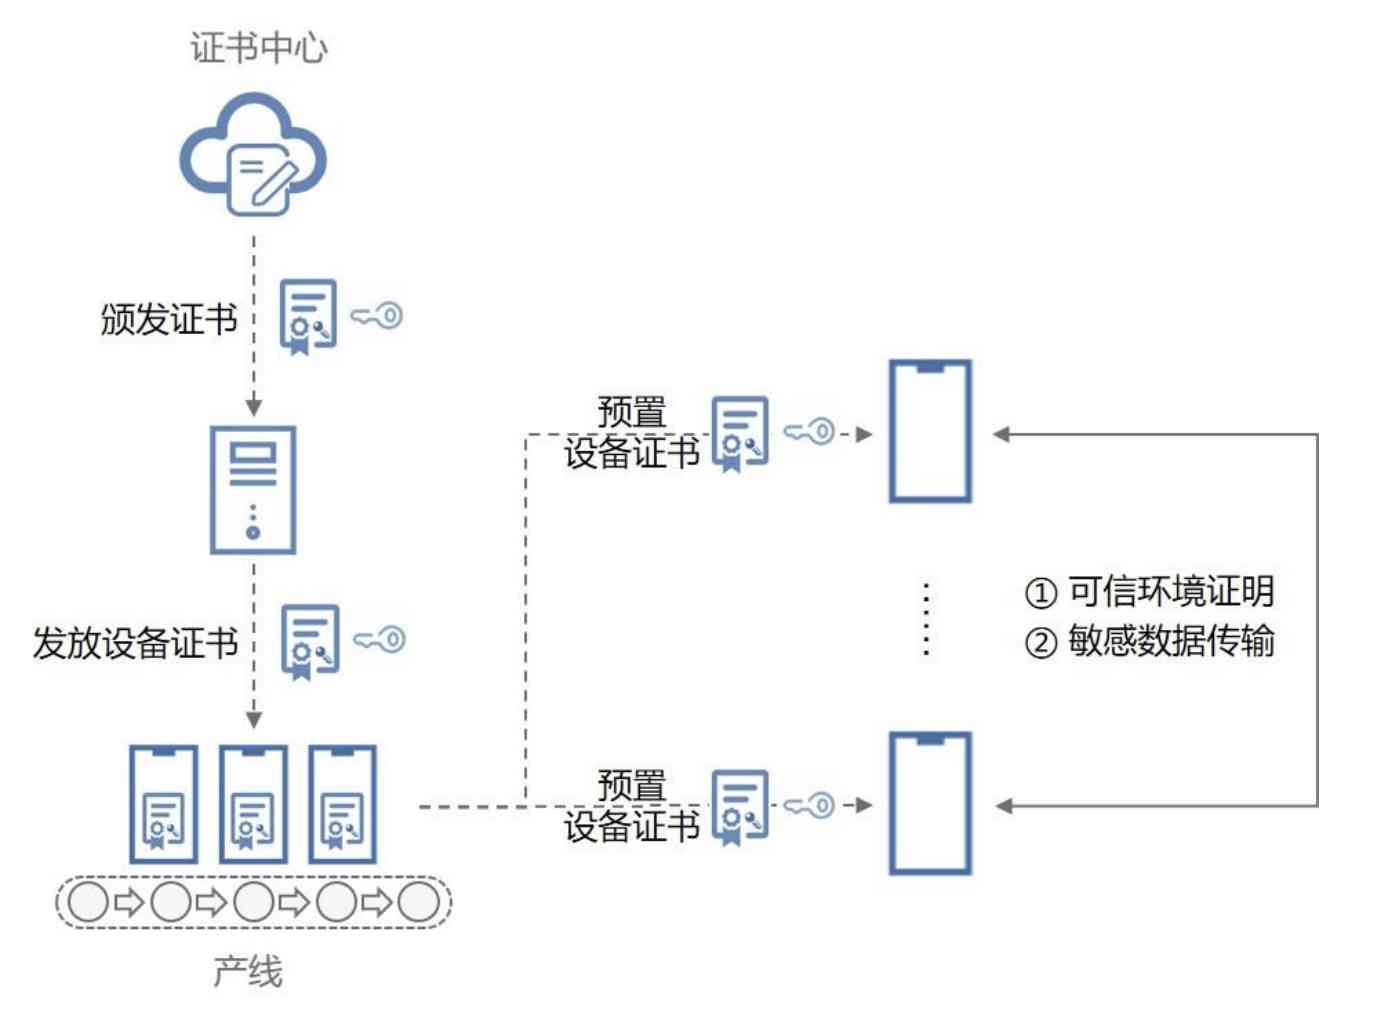 证书中心
颁发证书
发放设备证书
产线
预置
设备证书
预置
设备证书
① 可信环境证明
② 敏感数据传输